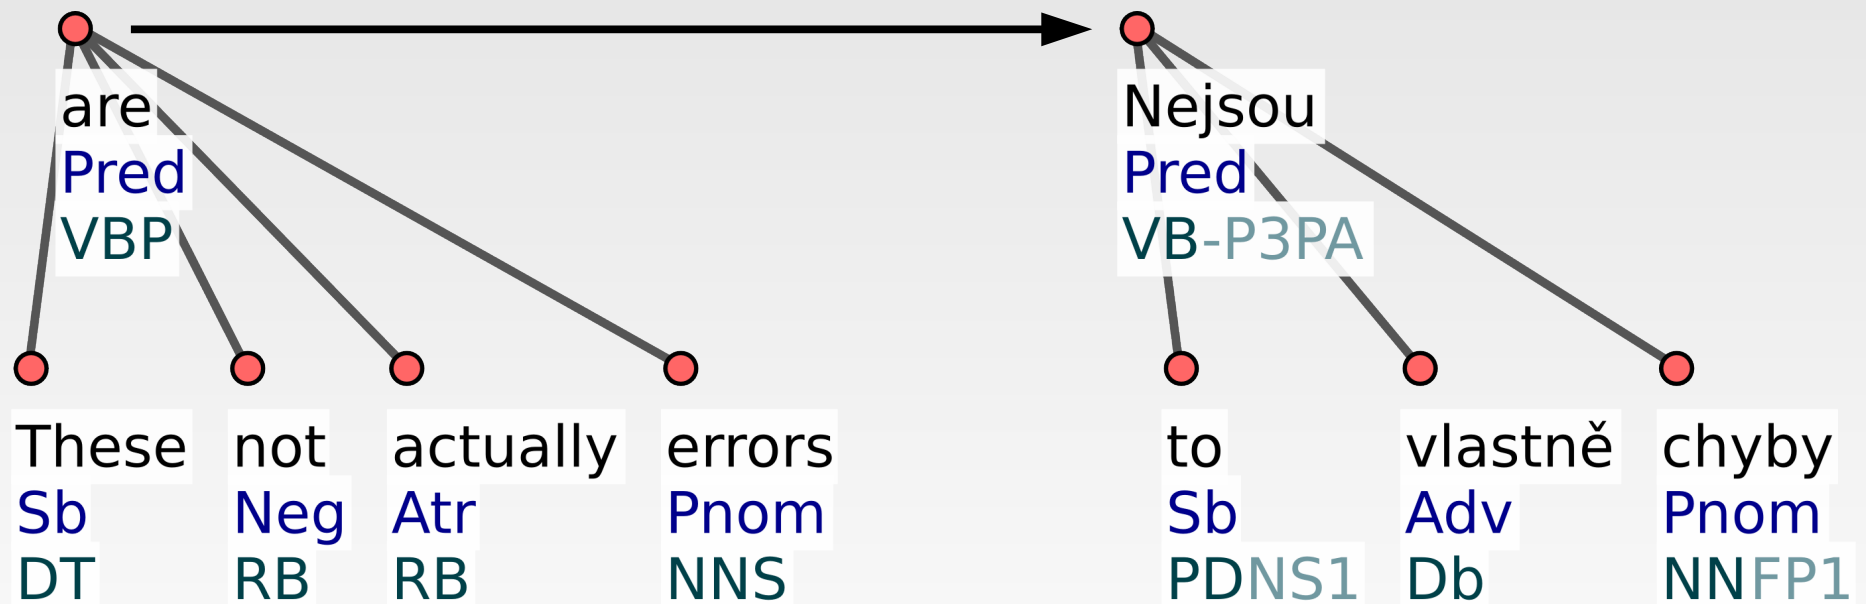 are Nejsou
Pred Pred
VBP VB-P3PA
These not actually errors to vlastně chyby
Sb Neg Atr Pnom Sb Adv Pnom
DT RB RB NNS PDNS1 Db NNFP1